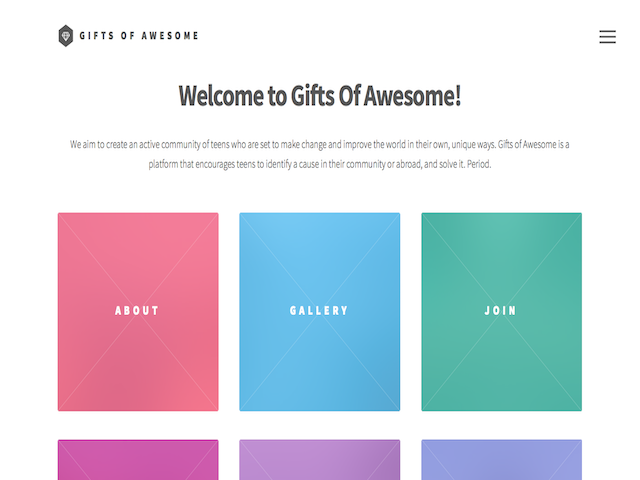 GIFTS OF AWESOME
Welcome to Gifts Of Awesome!
We aim to create an active community of teens who are set to make change and improve the world in their own, unique ways. Gifts of Awesome is a
platform that encourages teens to identify a cause in their community or abroad, and solve it. Period.
ABOUT
GALLERY
JOIN